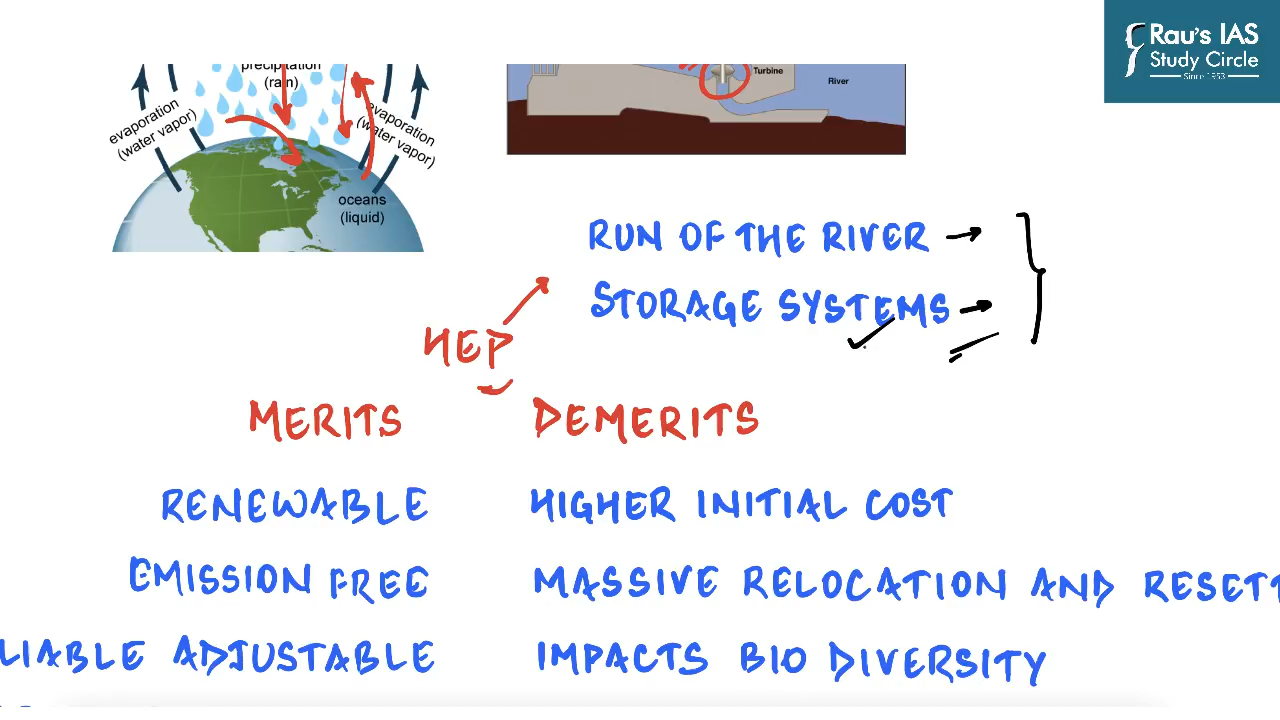 Rau's IAS
Study Circle
Since 1953
precipitation
(rain)
evaporation
(water vapor)
evaporation
(water vapor)
oceans
(liquid)
Turbine
River
RUN OF THE RIVER →
STORAGE SYSTEMS →
HEP
MERITS DEMERITS
RENEWABLE HIGHER INITIAL COST
EMISSION FREE MASSIVE RELOCATION AND RESETT
LIABLE ADJUSTABLE IMPACTS BIO DIVERSITY